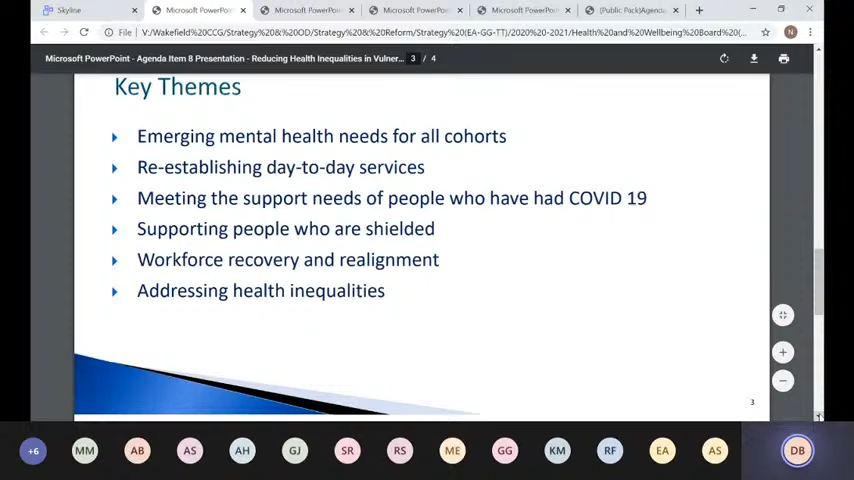 Skyline
Microsoft PowerPoint
Microsoft PowerPoint
Microsoft PowerPoint
Microsoft PowerPoint
(Public Pack)Agenda
File
V:/Wakefield%20CCG/Strategy%20&%20OD/Strategy%20&%20Reform/Strategy%20(EA-GG-TT)/2020%20-2021/Health%20and%20Wellbeing%20Board%20(...
N
Microsoft PowerPoint - Agenda Item 8 Presentation - Reducing Health Inequalities in Vulner...
3 / 4
Key Themes
Emerging mental health needs for all cohorts
Re-establishing day-to-day services
Meeting the support needs of people who have had COVID 19
Supporting people who are shielded
Workforce recovery and realignment
Addressing health inequalities
3
+6 MM AB AS AH GJ SR RS ME GG KM RF EA AS DB